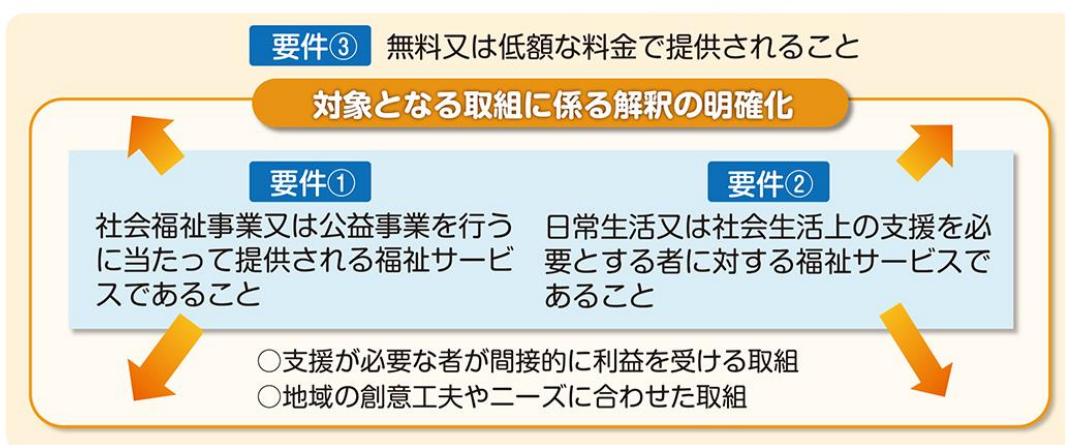 要件③ 無料又は低額な料金で提供されること
対象となる取組に係る解釈の明確化
要件①
社会福祉事業又は公益事業を行う
に当たって提供される福祉サービ
スであること
要件②
日常生活又は社会生活上の支援を必
要とする者に対する福祉サービスで
あること
○支援が必要な者が間接的に利益を受ける取組
○地域の創意工夫やニーズに合わせた取組